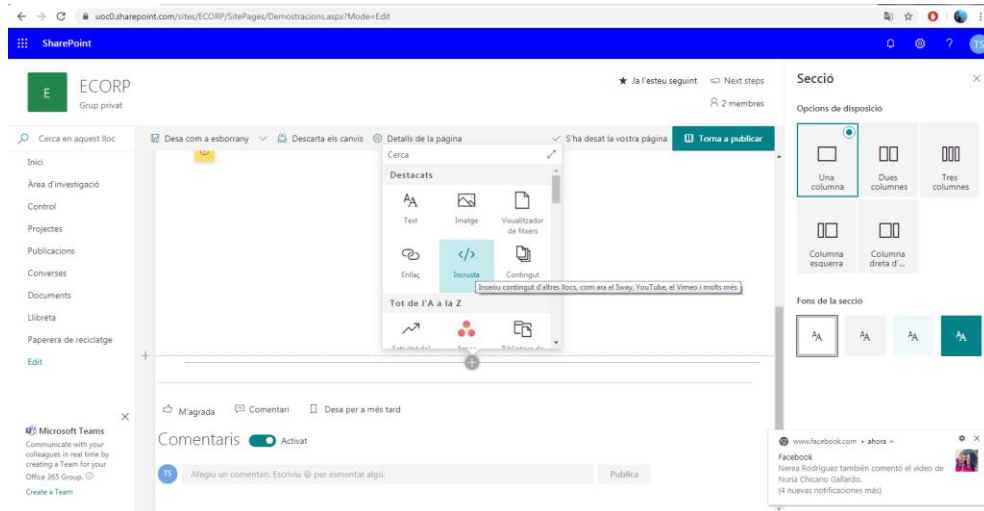 uoc0.sharepoint.com/sites/ECORP/SitePages/Demostracions.aspx?Mode=Edit
SharePoint
TS
E
ECORP
Grup privat
Ja l'esteu seguint
Next steps
2 membres
Cerca en aquest lloc
Desa com a esborrany
Descarta els canvis
Detalls de la pàgina
S'ha desat la vostra pàgina
Torna a publicar
Inici
Àrea d'investigació
Control
Projectes
Publicacions
Converses
Documents
Llibreta
Paperera de reciclatge
Edit
Microsoft Teams
Communicate with your
colleagues in real time by
creating a Team for your
Office 365 Group.
Create a Team
Cerca
Destacats
Text
Imatge
Visualitzador
de fitxers
Enllaç
Incrusta
Contingut
Inseriu contingut d'altres llocs, com ara el Sway, YouTube, el Vimeo i molts més
Tot de l'A a la Z
M'agrada
Comentari
Desa per a més tard
Comentaris
Activat
TS
Afegiu un comentari. Escriviu @ per esmentar algú.
Publica
Secció
Opcions de disposició
Una
columna
Dues
columnes
Tres
columnes
Columna
esquerra
Columna
dreta d'...
Fons de la secció
www.facebook.com • ahora
Facebook
Nerea Rodríguez también comentó el video de
Nuria Chicano Gallardo.
(4 nuevas notificaciones más)